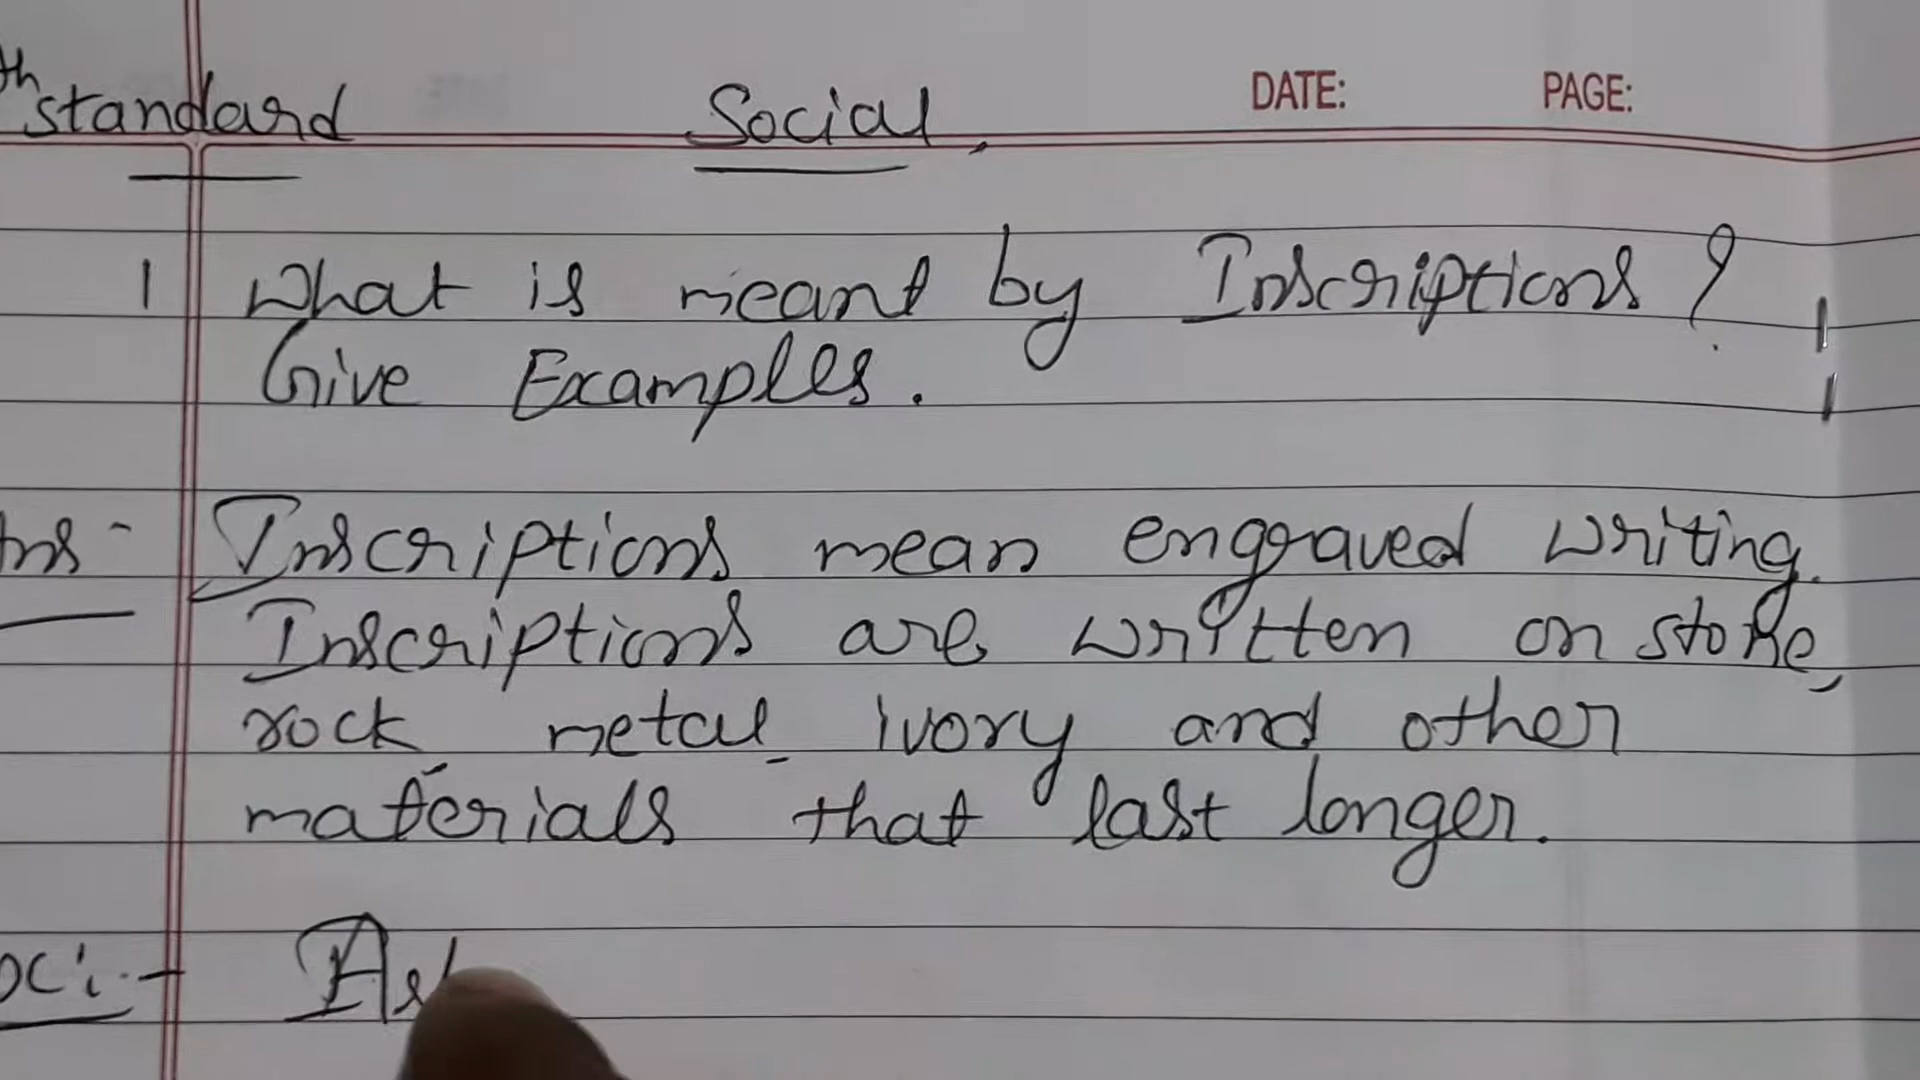 th standard Social DATE: PAGE:
1 What is meant by Inscriptions?
Give Examples.
Inscriptions mean engraved writing.
Inscriptions are written on stone,
rock metal ivory and other
materials that last longer.